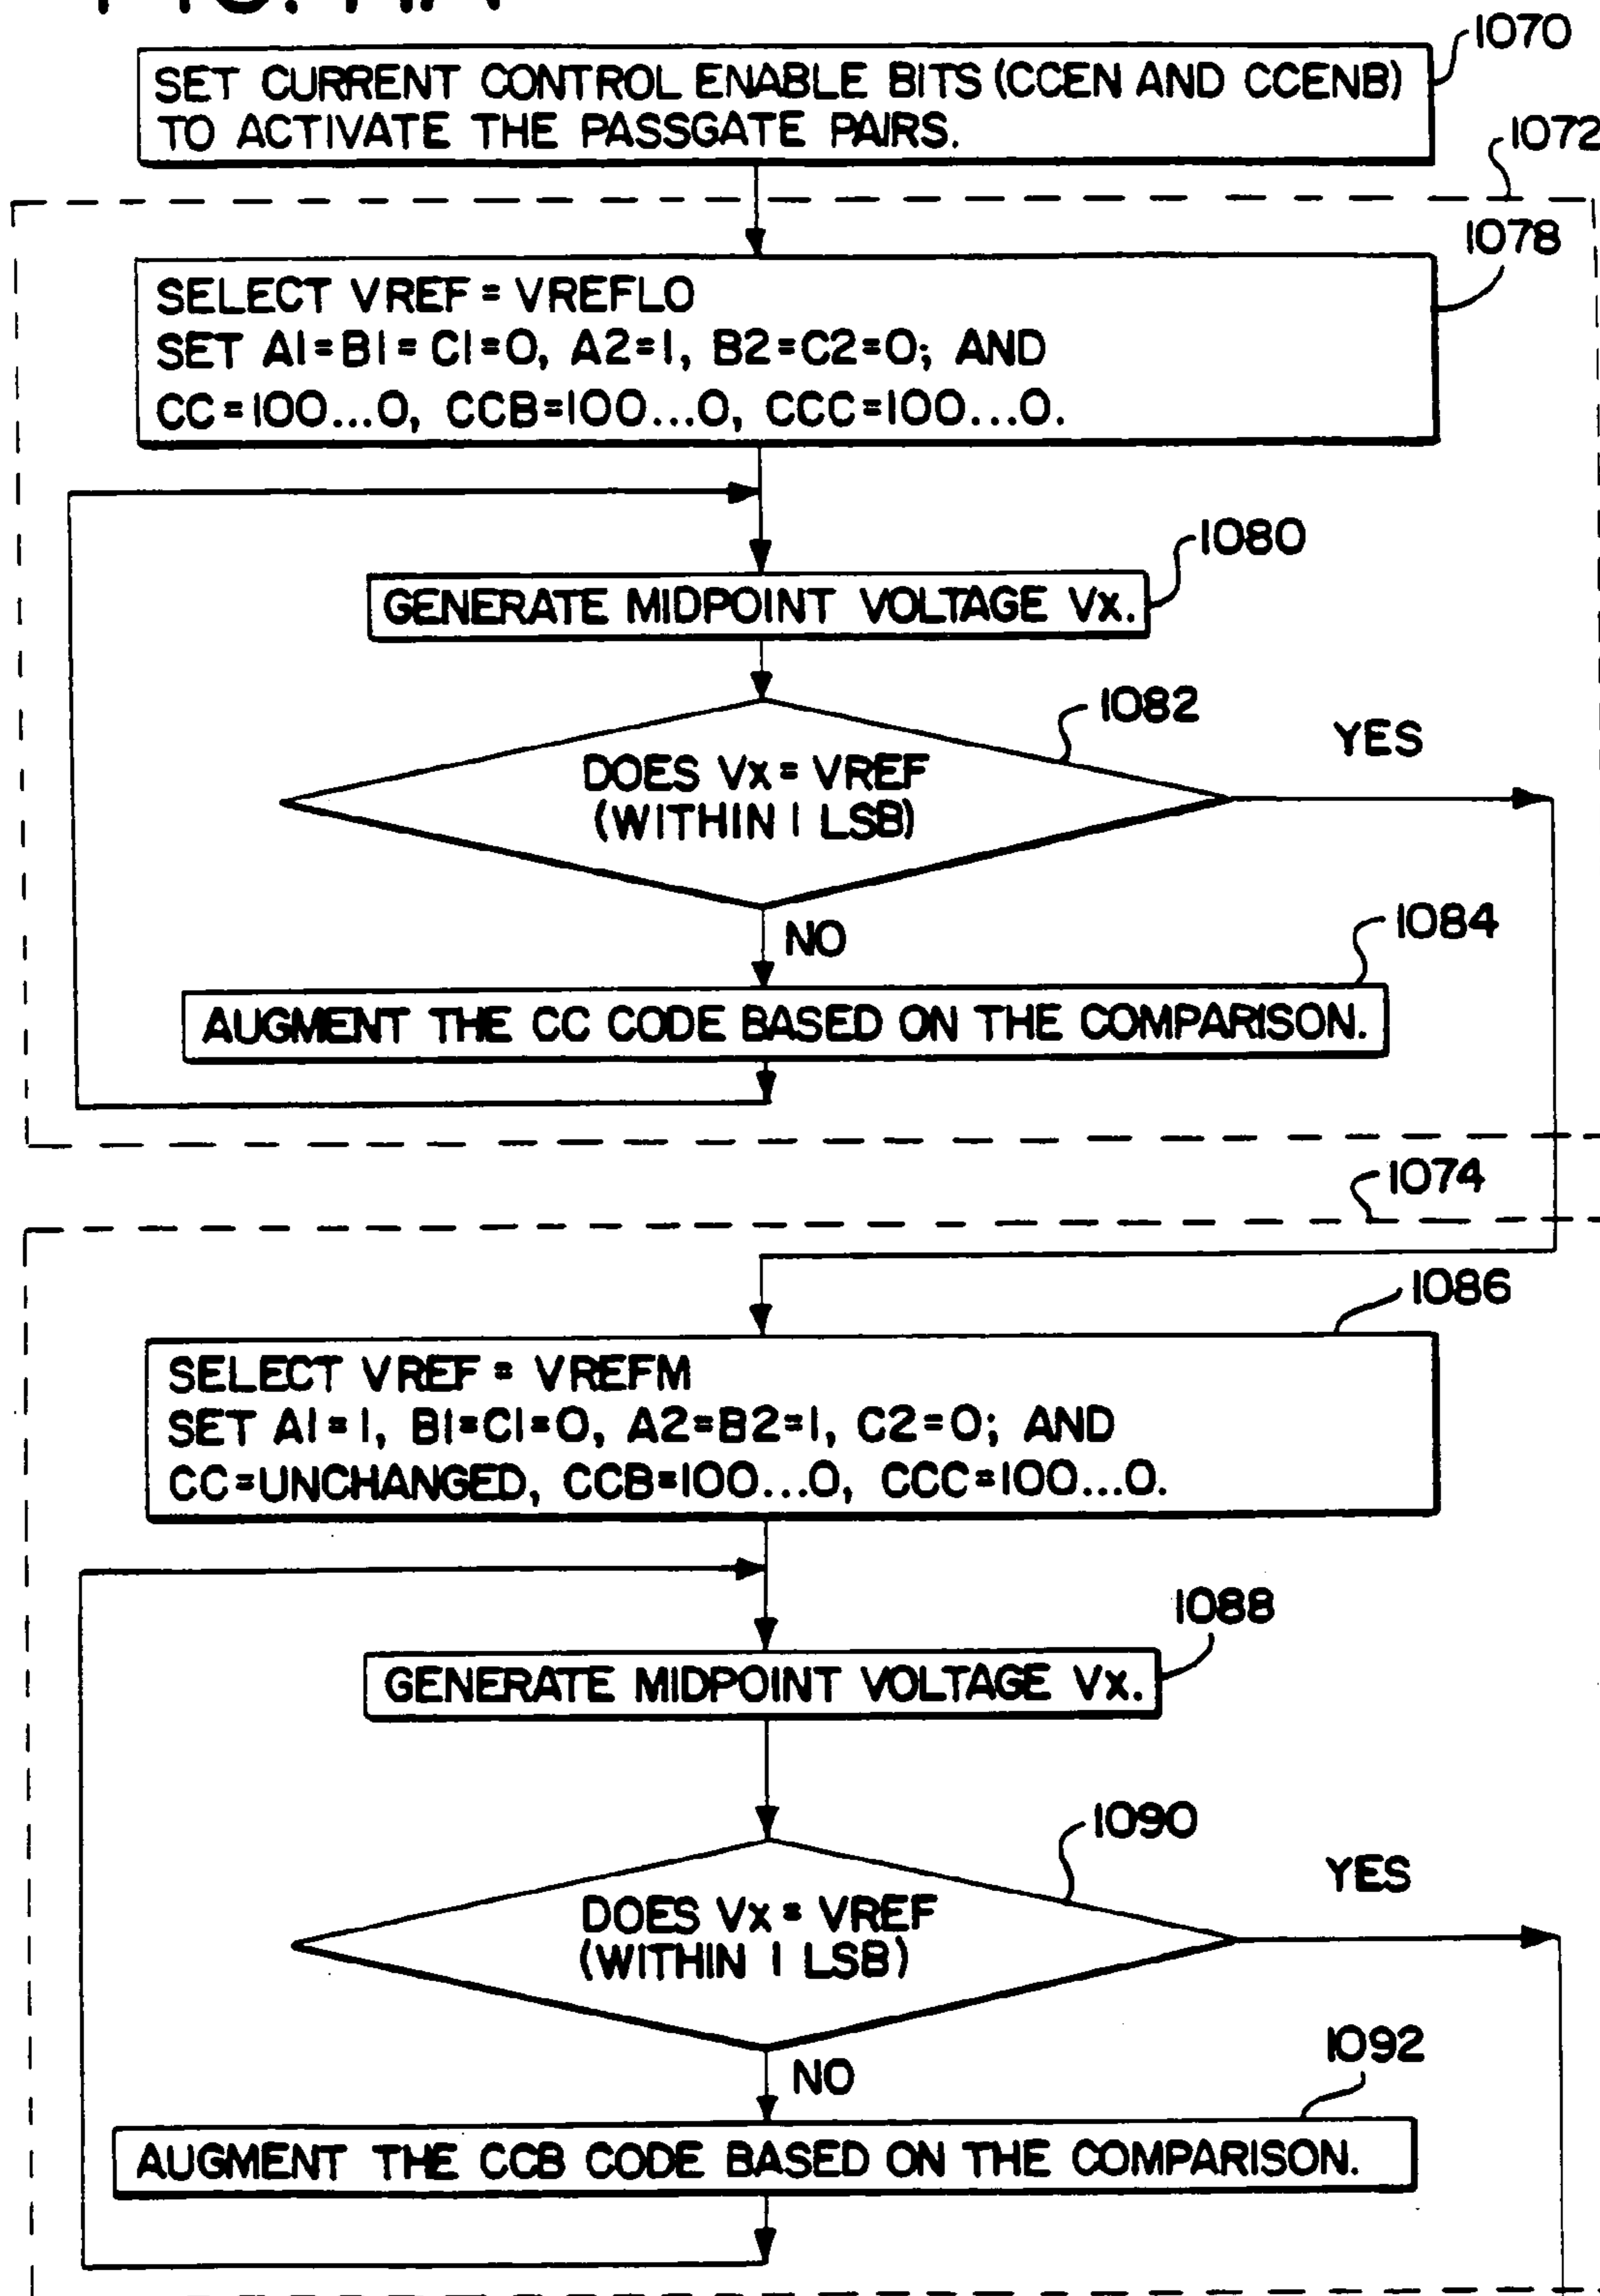 1070
SET CURRENT CONTROL ENABLE BITS (CCEN AND CCENB)
TO ACTIVATE THE PASSGATE PAIRS.
1072
1078
SELECT VREF = VREFLO
SET A1=B1=C1=0, A2=1, B2=C2=0; AND
CC=100...0, CCB=100...0, CCC=100...0.
1080
GENERATE MIDPOINT VOLTAGE Vx.
1082
YES
DOES Vx = VREF
(WITHIN 1 LSB)
NO
1084
AUGMENT THE CC CODE BASED ON THE COMPARISON.
1074
1086
SELECT VREF = VREFM
SET A1=1, B1=C1=0, A2=B2=1, C2=0; AND
CC=UNCHANGED, CCB=100...0, CCC=100...0.
1088
GENERATE MIDPOINT VOLTAGE Vx.
1090
YES
DOES Vx = VREF
(WITHIN 1 LSB)
NO
1092
AUGMENT THE CCB CODE BASED ON THE COMPARISON.